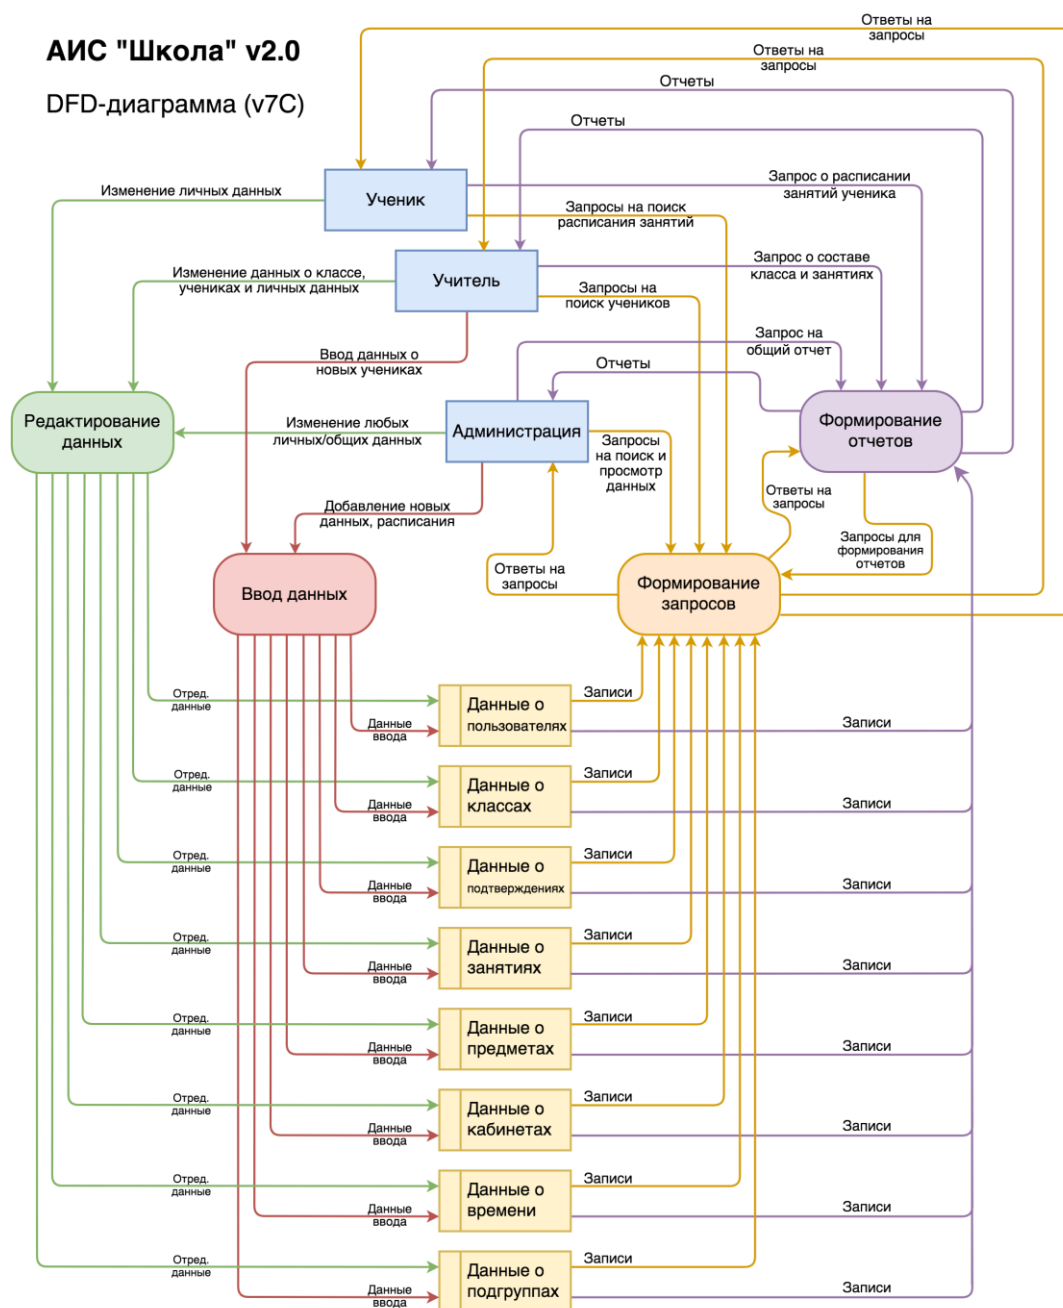 Ответы на
запросы
АИС "Школа" v2.0
Ответы на
запросы
DFD-диаграмма (v7C)
Отчеты
Отчеты
Изменение личных данных
Ученик
Запрос о расписании
занятий ученика
Запросы на поиск
расписания занятий
Изменение данных о классе,
учениках и личных данных
Учитель
Запрос о составе
класса и занятиях
Запросы на
поиск учеников
Ввод данных о
новых учениках
Запрос на
общий отчет
Отчеты
Редактирование
данных
Изменение любых
личных/общих данных
Администрация
Запросы
на поиск и
просмотр
данных
Формирование
отчетов
Ответы на
запросы
Добавление новых
данных, расписания
Запросы для
формирования
отчетов
Ввод данных
Ответы на
запросы
Формирование
запросов
Отред.
данные
Данные
ввода
Данные о
пользователях
Записи
Записи
Отред.
данные
Данные
ввода
Данные о
классах
Записи
Записи
Отред.
данные
Данные
ввода
Данные о
подтверждениях
Записи
Записи
Отред.
данные
Данные
ввода
Данные о
занятиях
Записи
Записи
Отред.
данные
Данные
ввода
Данные о
предметах
Записи
Записи
Отред.
данные
Данные
ввода
Данные о
кабинетах
Записи
Записи
Отред.
данные
Данные
ввода
Данные о
времени
Записи
Записи
Отред.
данные
Данные
ввода
Данные о
подгруппах
Записи
Записи